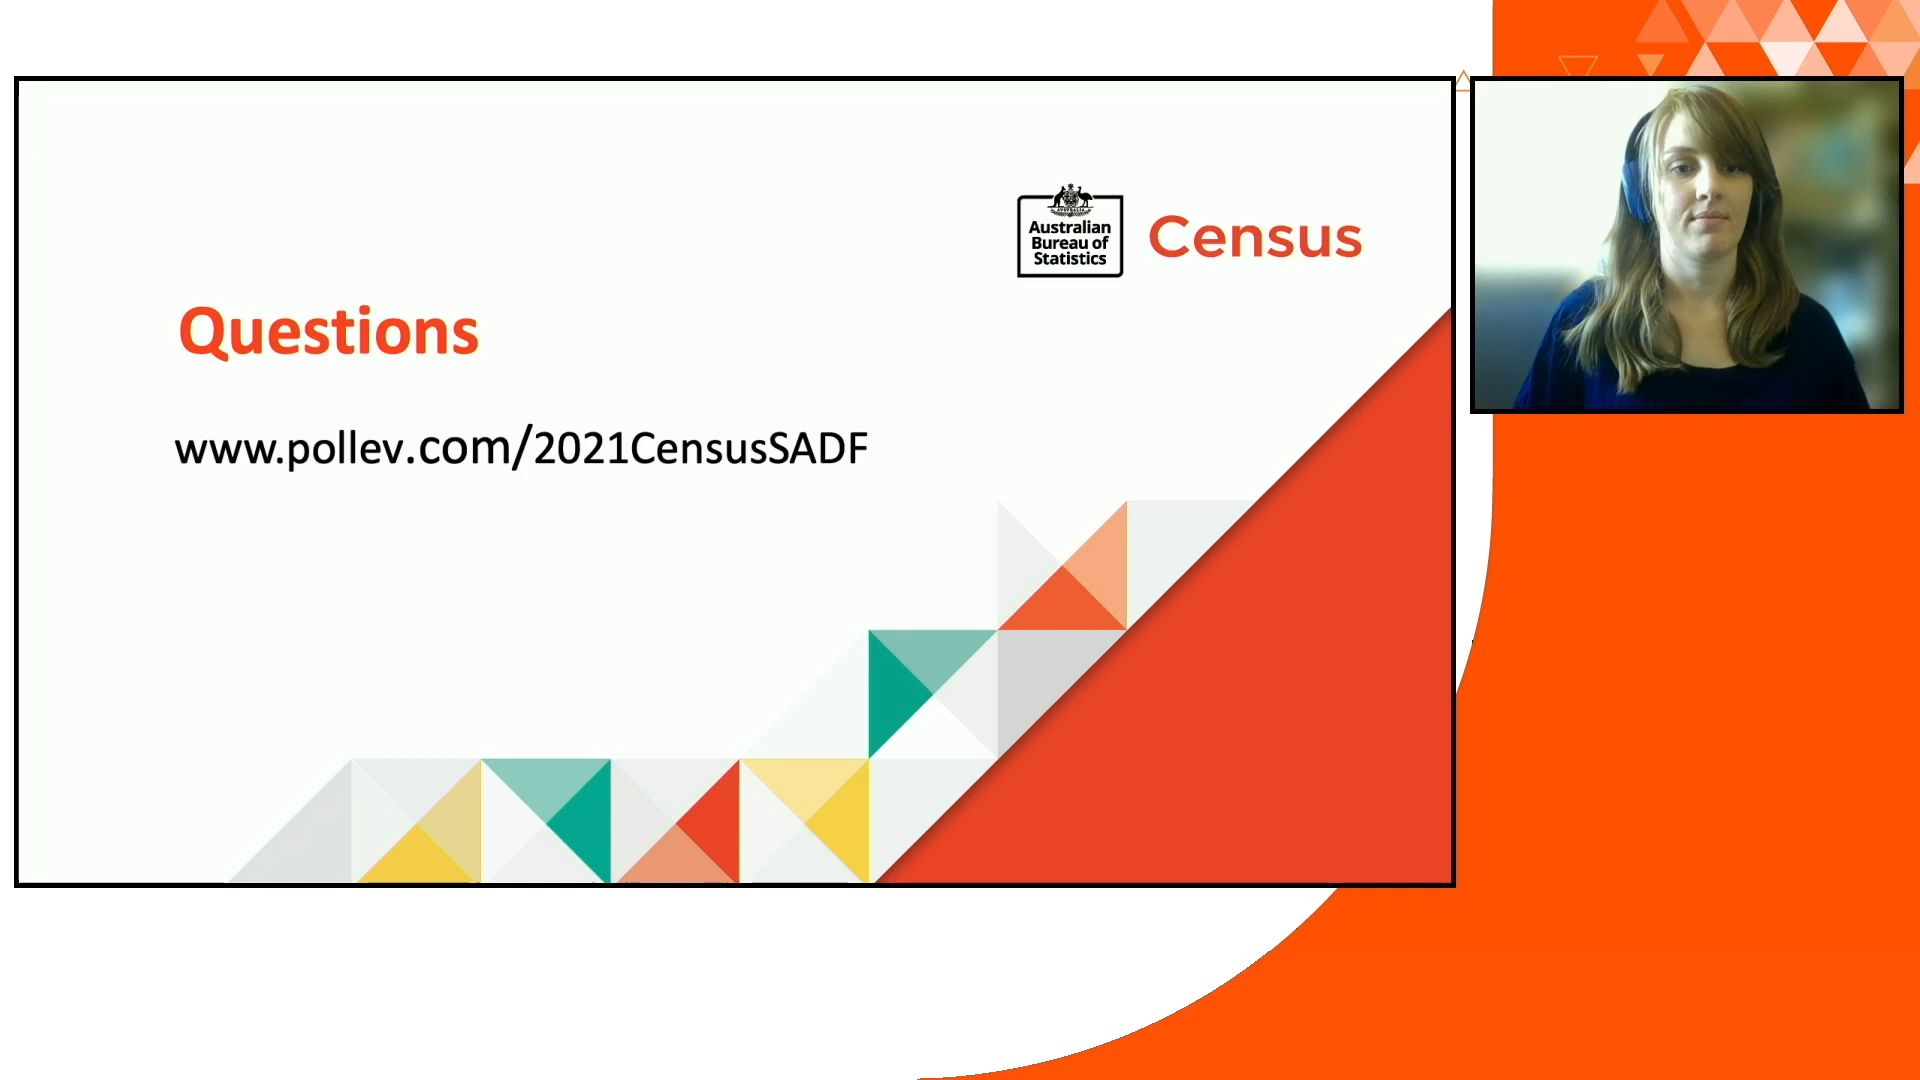 Australian
Bureau of
Statistics
Census
Questions
www.pollev.com/2021CensusSADF